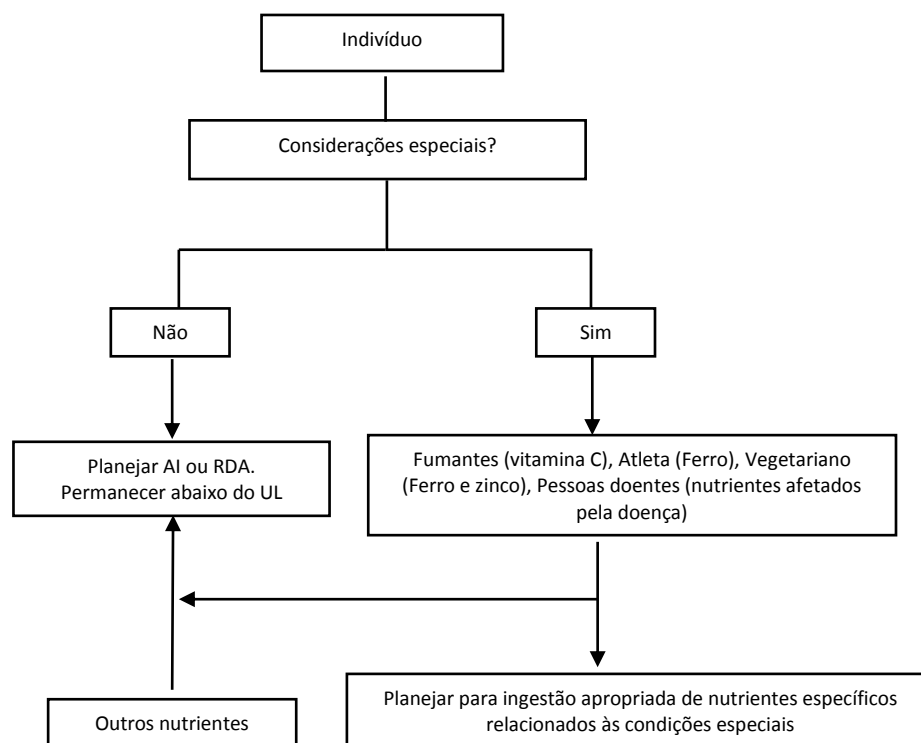 Indivíduo
Considerações especiais?
Não
Sim
Planejar AI ou RDA.
Permanecer abaixo do UL
Fumantes (vitamina C), Atleta (Ferro), Vegetariano
(Ferro e zinco), Pessoas doentes (nutrientes afetados
pela doença)
Outros nutrientes
Planejar para ingestão apropriada de nutrientes específicos
relacionados às condições especiais